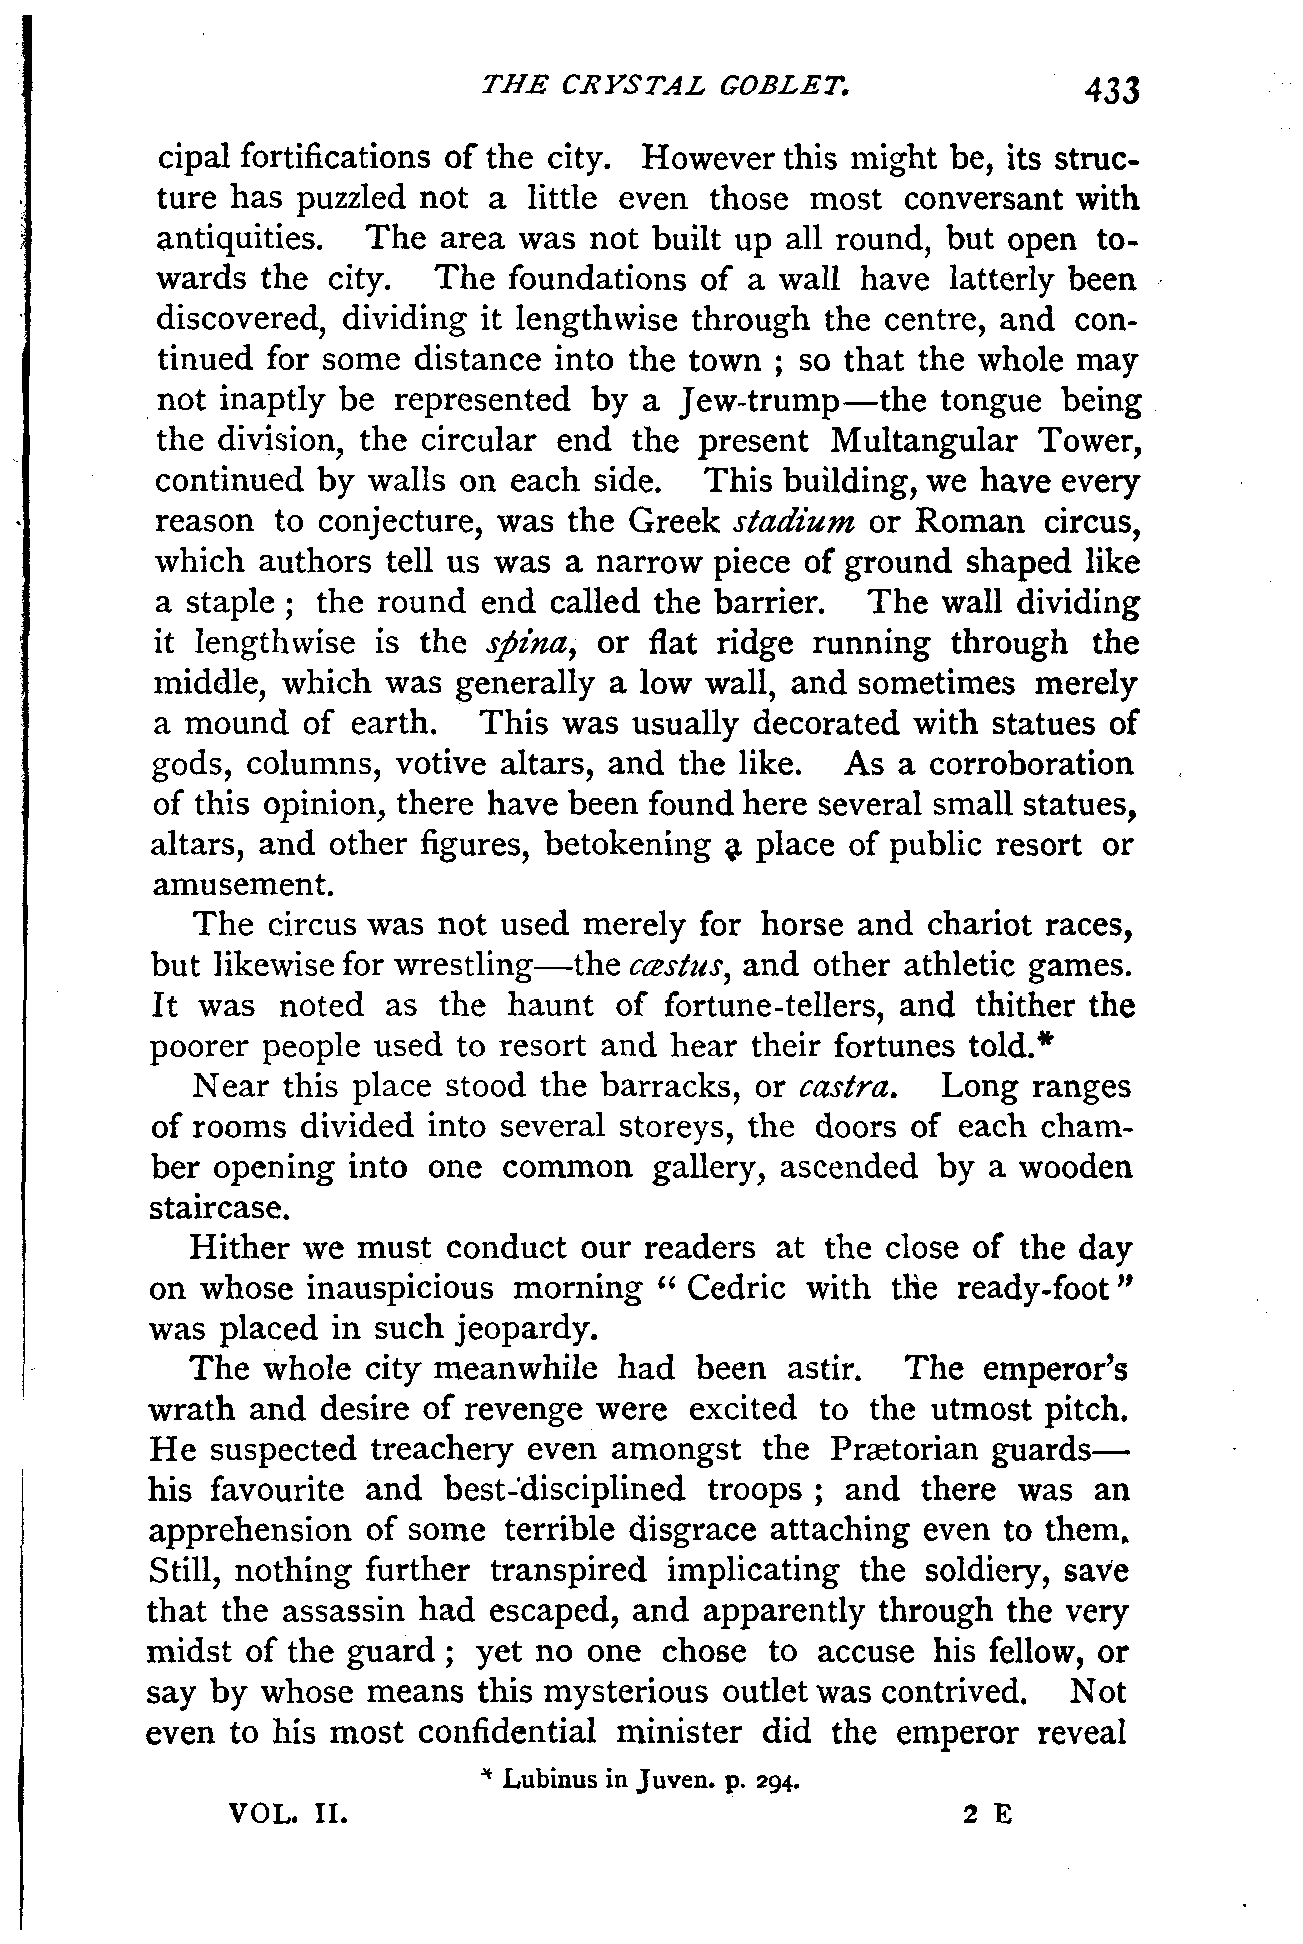 THE CRYSTAL GOBLET. 433
cipal fortifications of the city. However this might be, its struc-
ture has puzzled not a little even those most conversant with
antiquities. The area was not built up all round, but open to-
wards the city. The foundations of a wall have latterly been
discovered, dividing it lengthwise through the centre, and con-
tinued for some distance into the town ; so that the whole may
not inaptly be represented by a Jew-trump—the tongue being
the division, the circular end the present Multangular Tower,
continued by walls on each side. This building, we have every
reason to conjecture, was the Greek stadium or Roman circus,
which authors tell us was a narrow piece of ground shaped like
a staple ; the round end called the barrier. The wall dividing
it lengthwise is the spina, or flat ridge running through the
middle, which was generally a low wall, and sometimes merely
a mound of earth. This was usually decorated with statues of
gods, columns, votive altars, and the like. As a corroboration
of this opinion, there have been found here several small statues,
altars, and other figures, betokening a place of public resort or
amusement.
The circus was not used merely for horse and chariot races,
but likewise for wrestling—the cæstus, and other athletic games.
It was noted as the haunt of fortune-tellers, and thither the
poorer people used to resort and hear their fortunes told.*
Near this place stood the barracks, or castra. Long ranges
of rooms divided into several storeys, the doors of each cham-
ber opening into one common gallery, ascended by a wooden
staircase.
Hither we must conduct our readers at the close of the day
on whose inauspicious morning " Cedric with the ready-foot "
was placed in such jeopardy.
The whole city meanwhile had been astir. The emperor's
wrath and desire of revenge were excited to the utmost pitch.
He suspected treachery even amongst the Prætorian guards—
his favourite and best-disciplined troops ; and there was an
apprehension of some terrible disgrace attaching even to them.
Still, nothing further transpired implicating the soldiery, save
that the assassin had escaped, and apparently through the very
midst of the guard ; yet no one chose to accuse his fellow, or
say by whose means this mysterious outlet was contrived. Not
even to his most confidential minister did the emperor reveal
* Lubinus in Juven. p. 294.
VOL. II. 2 E